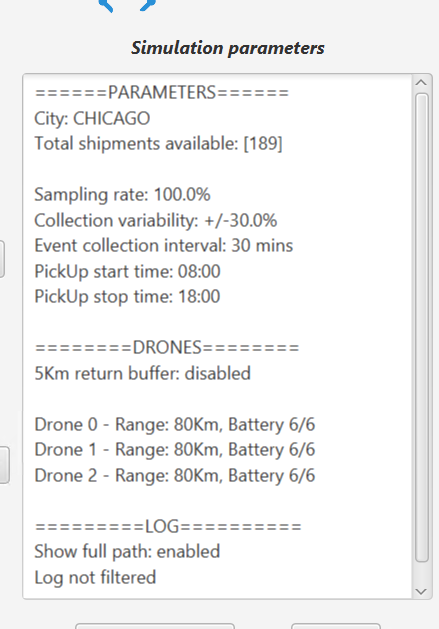 Simulation parameters
======PARAMETERS======
City: CHICAGO
Total shipments available: [189]
Sampling rate: 100.0%
Collection variability: +/-30.0%
Event collection interval: 30 mins
PickUp start time: 08:00
PickUp stop time: 18:00
========DRONES========
5Km return buffer: disabled
Drone 0 - Range: 80Km, Battery 6/6
Drone 1 - Range: 80Km, Battery 6/6
Drone 2 - Range: 80Km, Battery 6/6
=========LOG==========
Show full path: enabled
Log not filtered